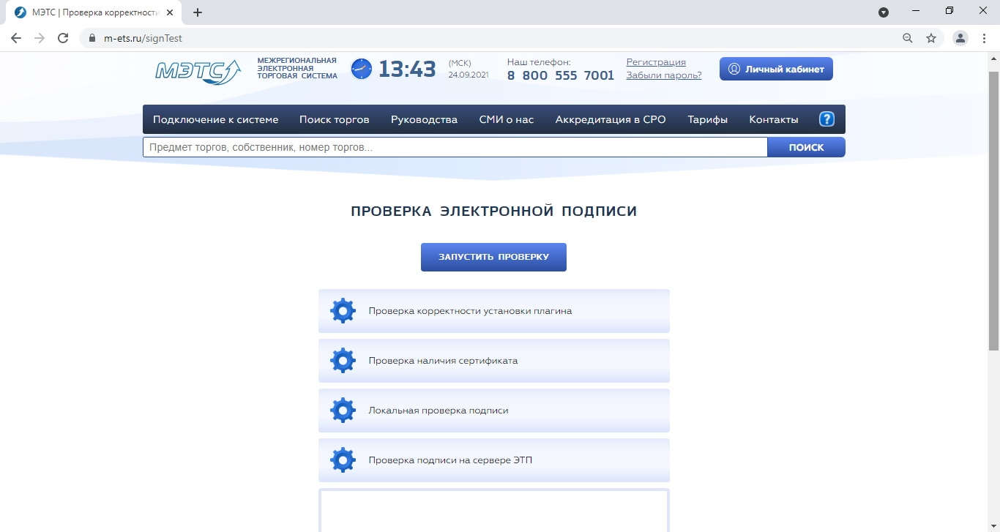 МЭТС | Проверка корректности
m-ets.ru/signTest
МЭТС
МЕЖРЕГИОНАЛЬНАЯ
ЭЛЕКТРОННАЯ
ТОРГОВАЯ СИСТЕМА
13:43
(МСК)
24.09.2021
Наш телефон:
8 800 555 7001
Регистрация
Забыли пароль?
Личный кабинет
Подключение к системе Поиск торгов Руководства СМИ о нас Аккредитация в СРО Тарифы Контакты ?
Предмет торгов, собственник, номер торгов... ПОИСК
ПРОВЕРКА ЭЛЕКТРОННОЙ ПОДПИСИ
ЗАПУСТИТЬ ПРОВЕРКУ
Проверка корректности установки плагина
Проверка наличия сертификата
Локальная проверка подписи
Проверка подписи на сервере ЭТП